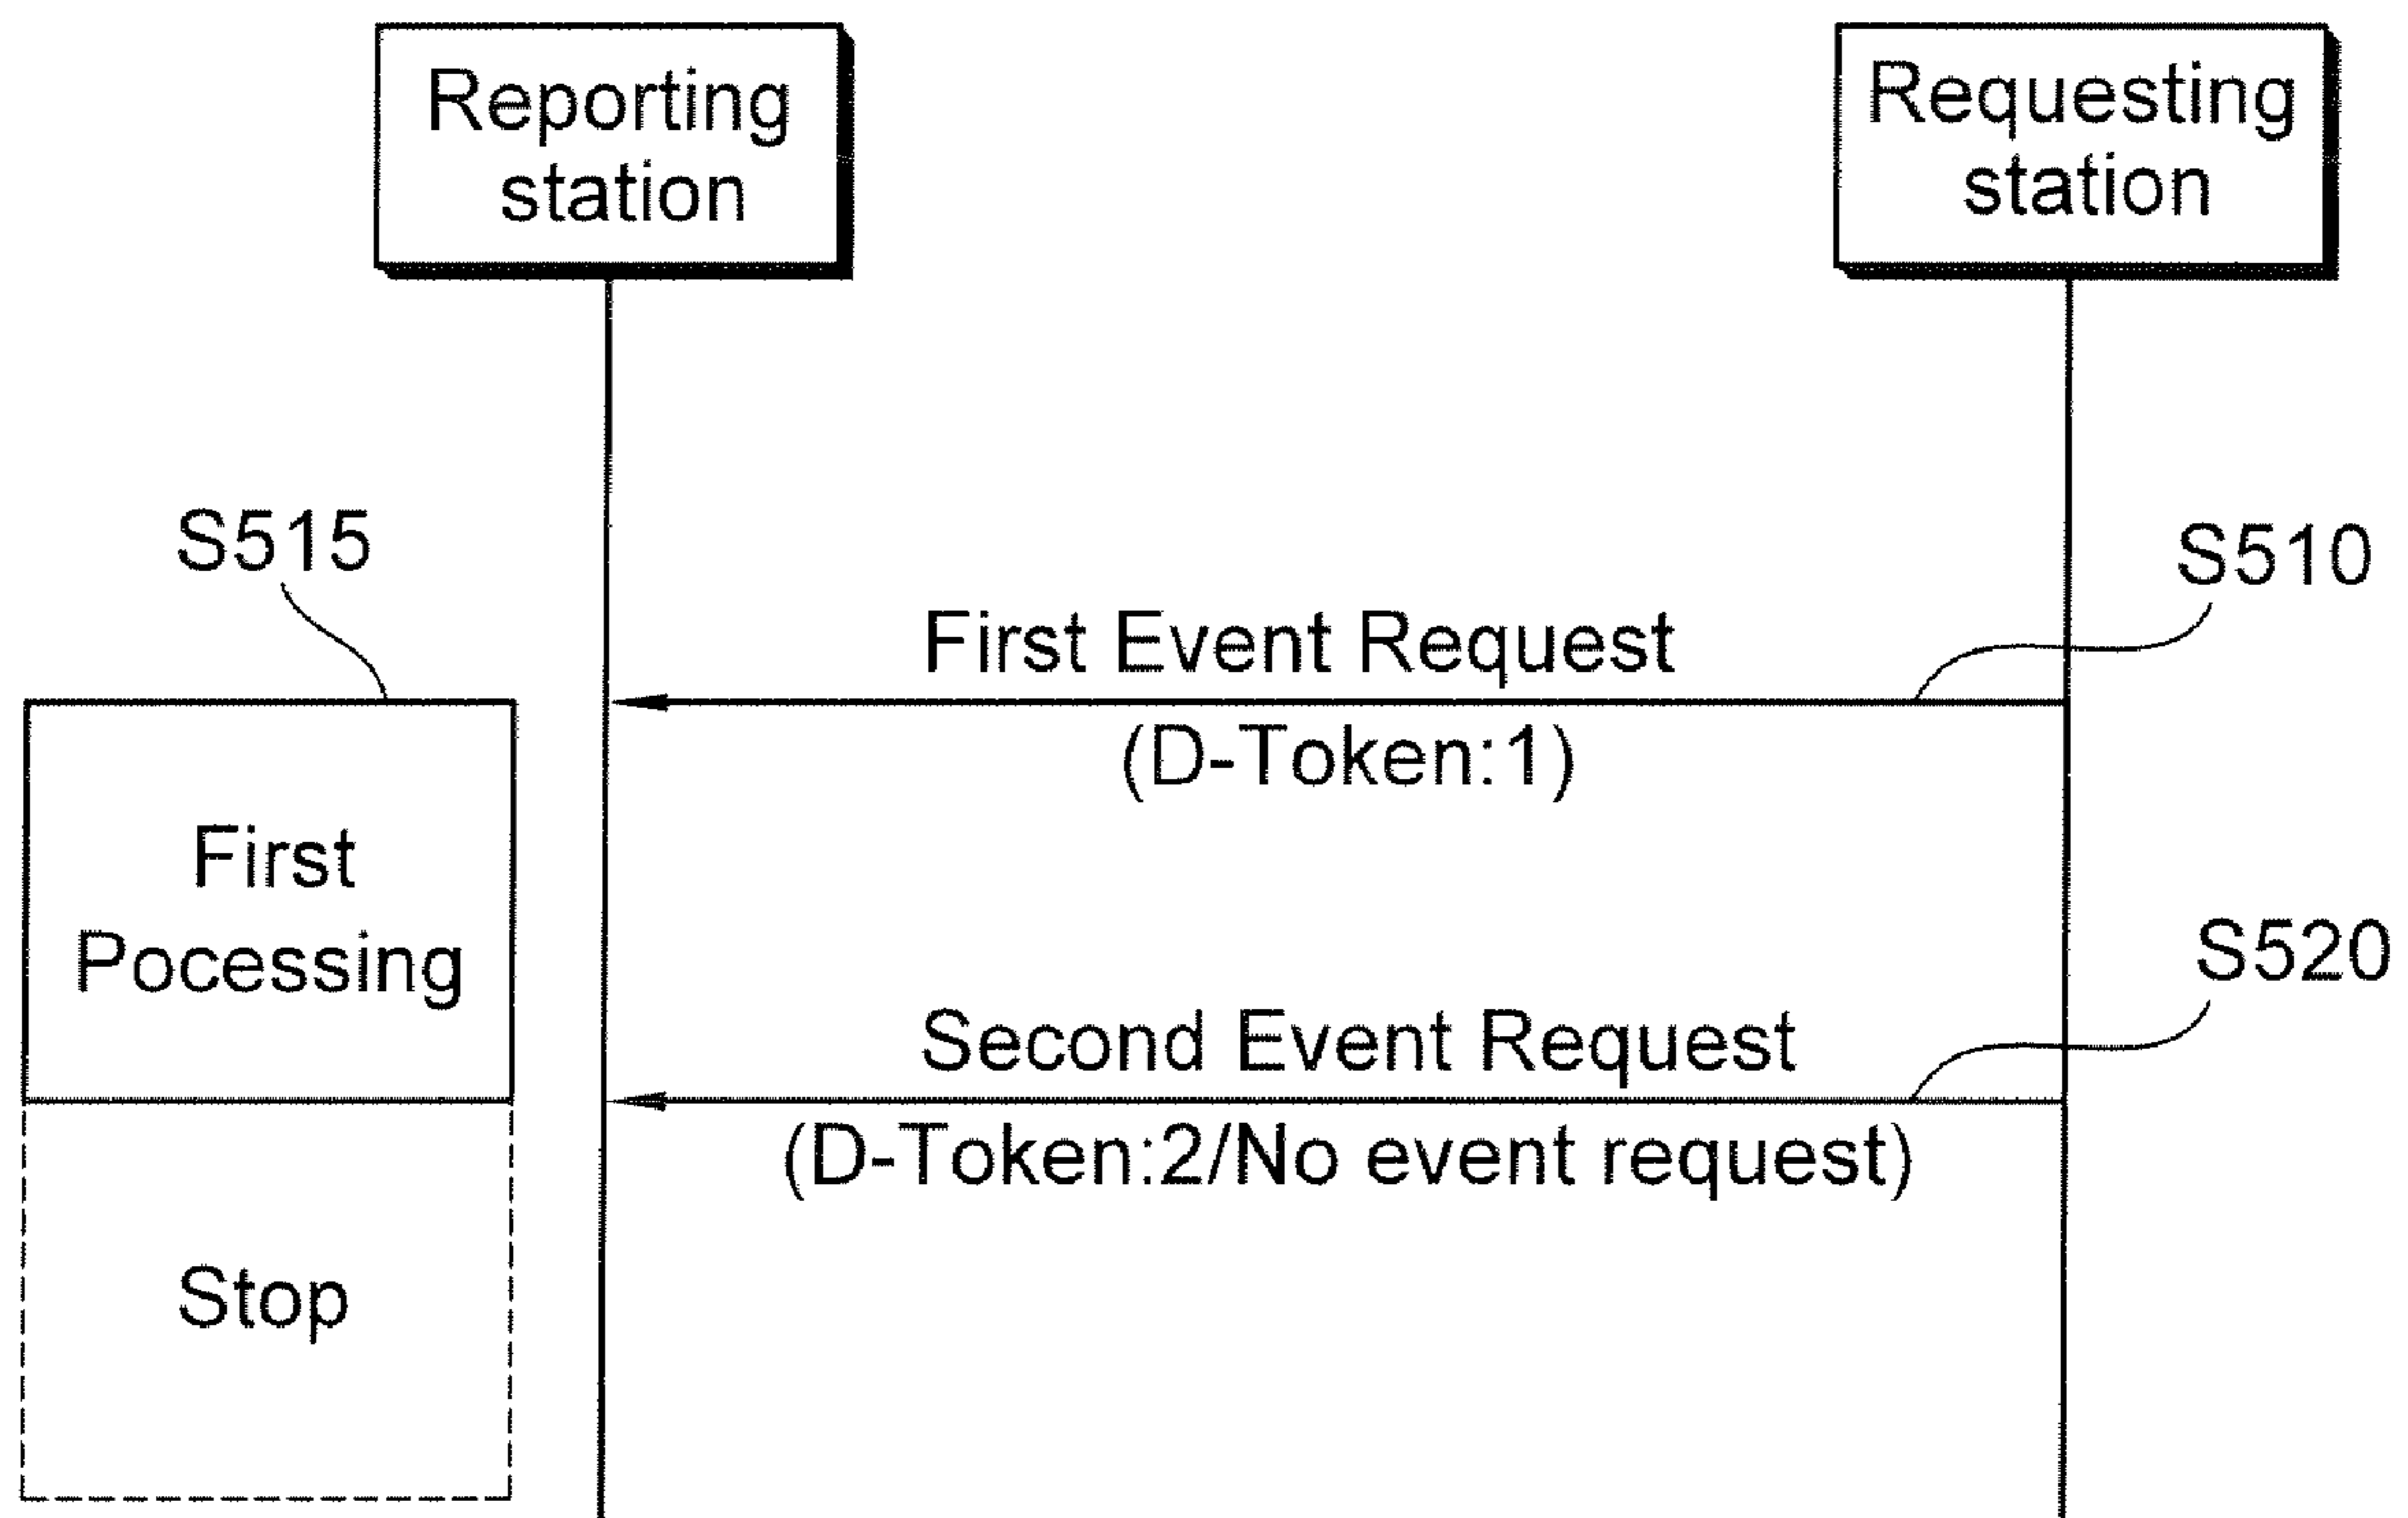 Reporting
station
Requesting
station
S515
S510
First Event Request
(D-Token:1)
First
Pocessing
S520
Second Event Request
(D-Token:2/No event request)
Stop